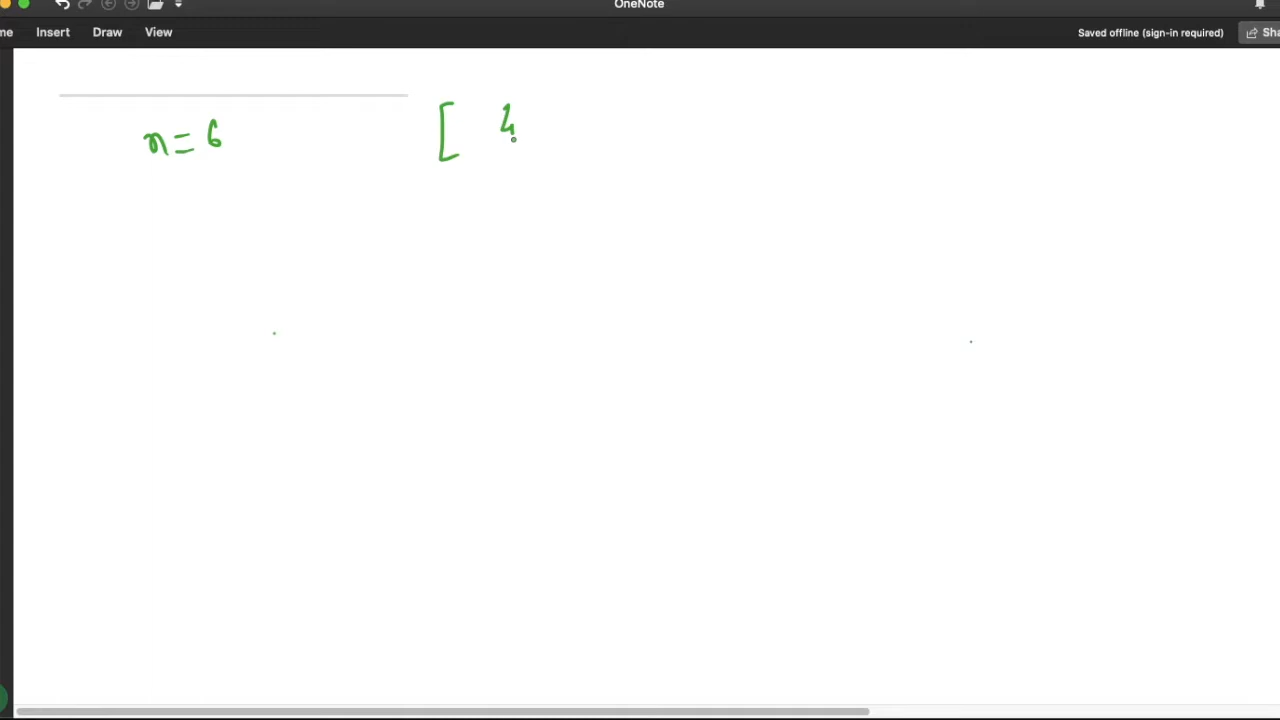 OneNote
Insert Draw View Saved offline (sign-in required)
n = 6 [ 4